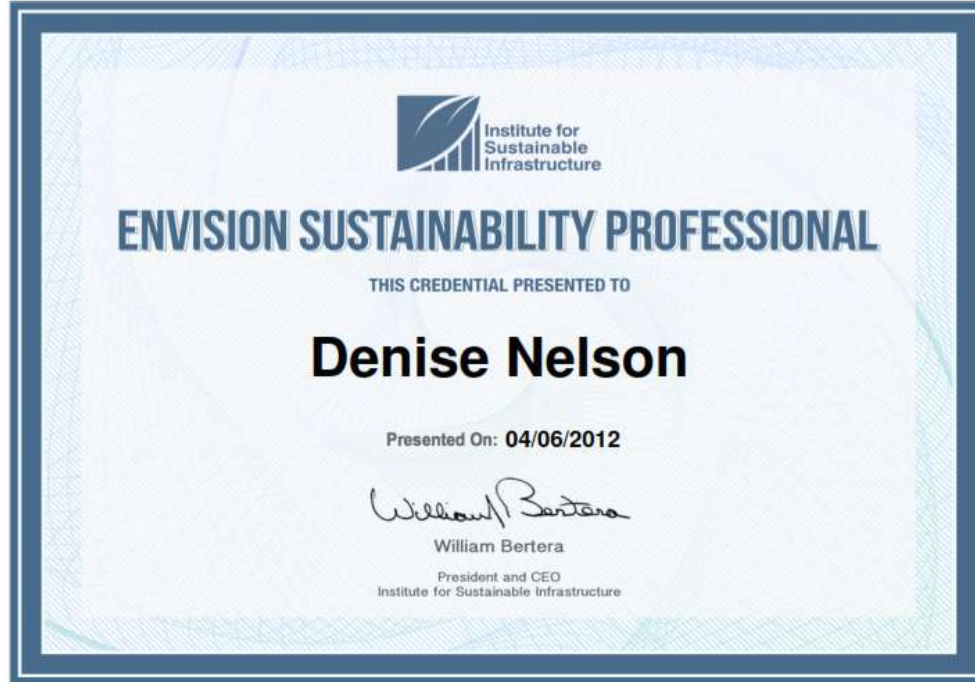 Institute for
Sustainable
Infrastructure
ENVISION SUSTAINABILITY PROFESSIONAL
THIS CREDENTIAL PRESENTED TO
Denise Nelson
Presented On: 04/06/2012
William J Bertera
William Bertera
President and CEO
Institute for Sustainable Infrastructure